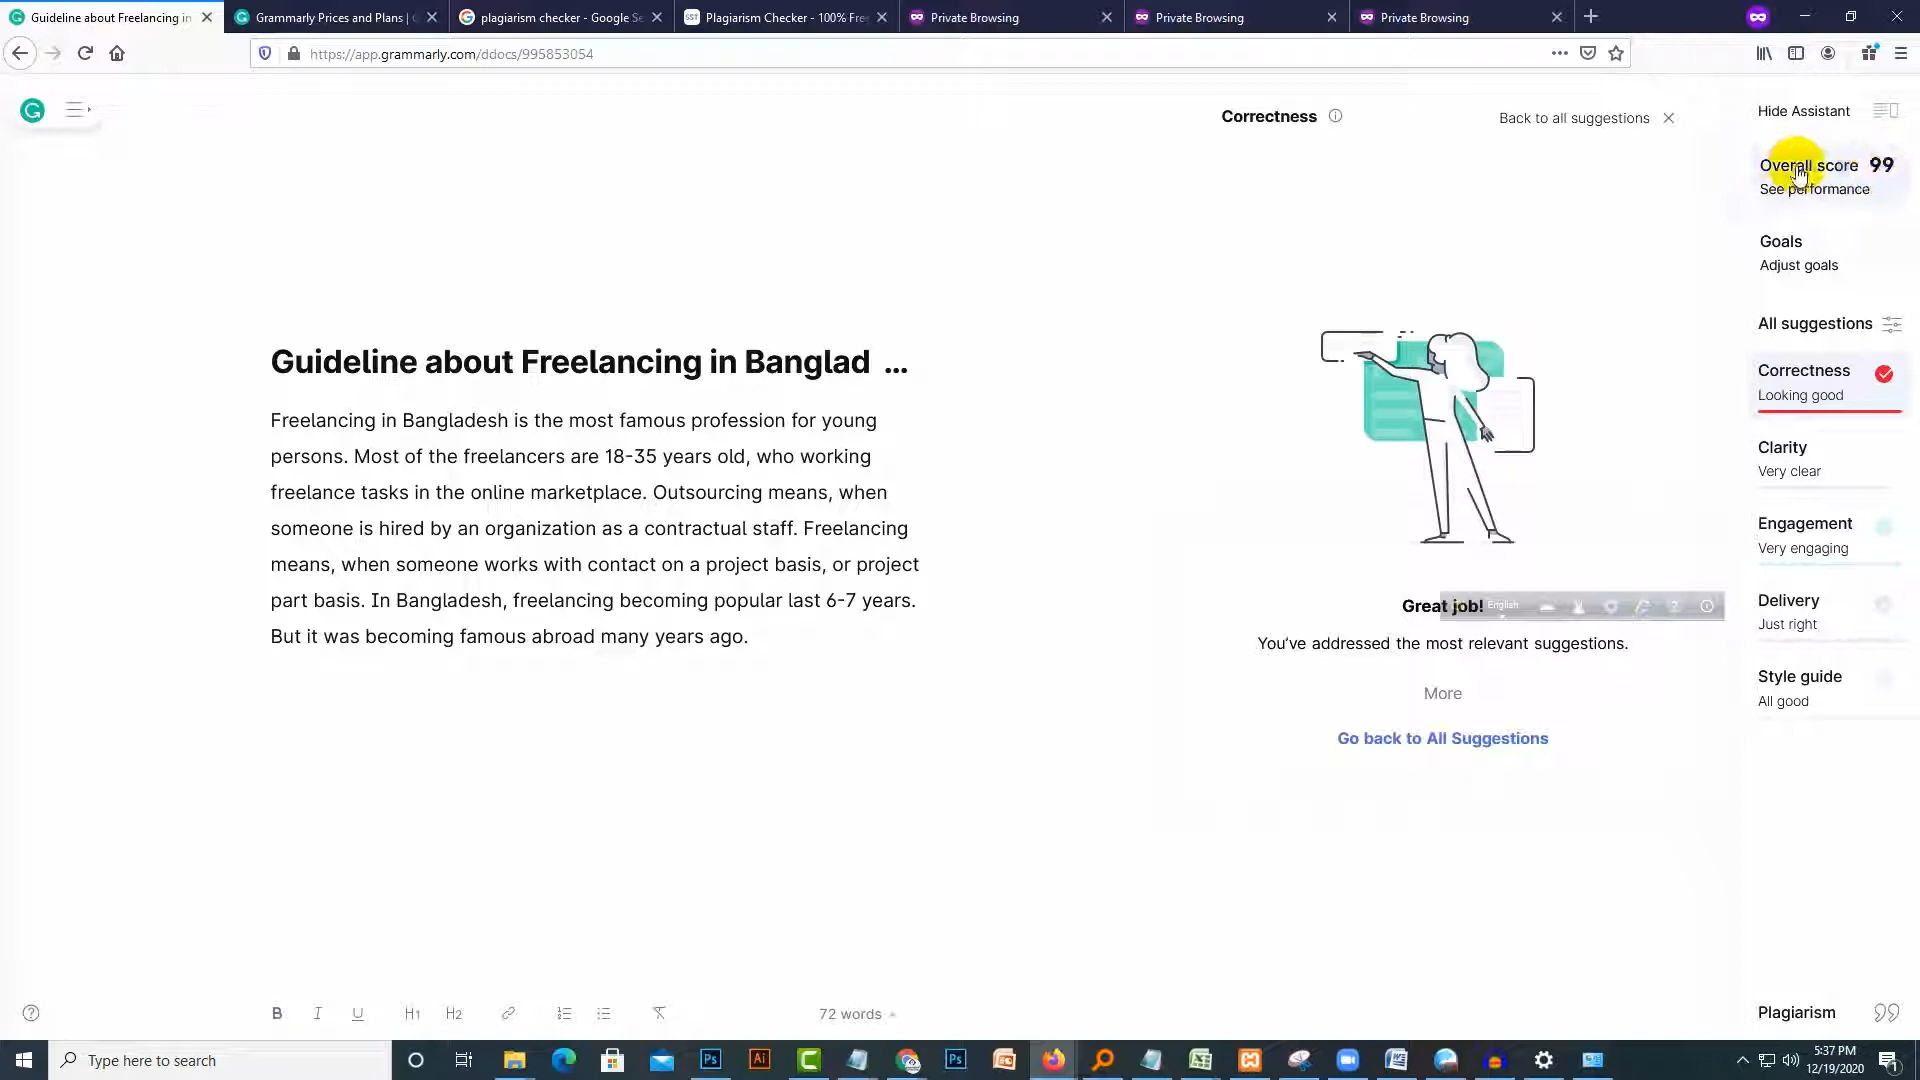 Guideline about Freelancing in
Grammarly Prices and Plans |
plagiarism checker - Google Se
Plagiarism Checker - 100% Fre
Private Browsing
Private Browsing
Private Browsing
https://app.grammarly.com/ddocs/995853054
Correctness
Back to all suggestions
Hide Assistant
Overall score 99
See performance
Goals
Adjust goals
All suggestions
Correctness
Looking good
Clarity
Very clear
Engagement
Very engaging
Delivery
Just right
Style guide
All good
Guideline about Freelancing in Banglad ...
Freelancing in Bangladesh is the most famous profession for young
persons. Most of the freelancers are 18-35 years old, who working
freelance tasks in the online marketplace. Outsourcing means, when
someone is hired by an organization as a contractual staff. Freelancing
means, when someone works with contact on a project basis, or project
part basis. In Bangladesh, freelancing becoming popular last 6-7 years.
But it was becoming famous abroad many years ago.
Great job!
English
You've addressed the most relevant suggestions.
More
Go back to All Suggestions
B I U H1 H2
72 words
Plagiarism
Type here to search
5:37 PM
12/19/2020